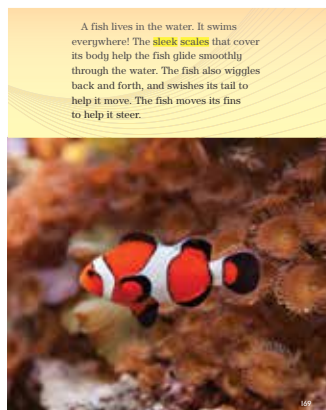 A fish lives in the water. It swims
everywhere! The sleek scales that cover
its body help the fish glide smoothly
through the water. The fish also wiggles
back and forth, and swishes its tail to
help it move. The fish moves its fins
to help it steer.
169